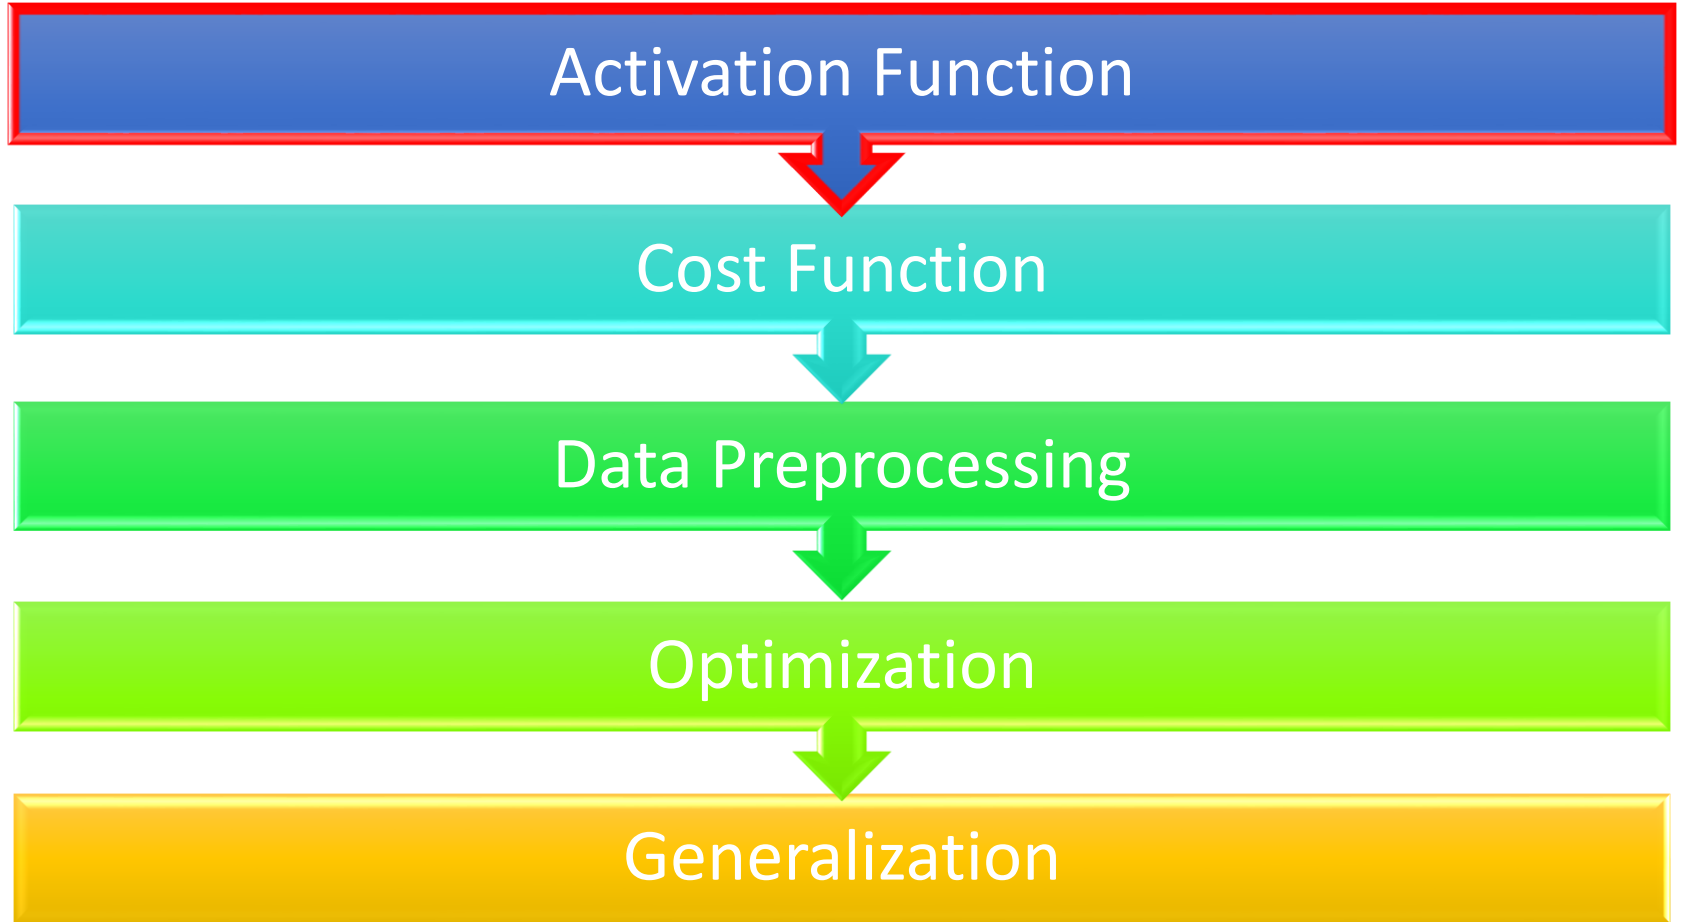 Activation Function
Cost Function
Data Preprocessing
Optimization
Generalization